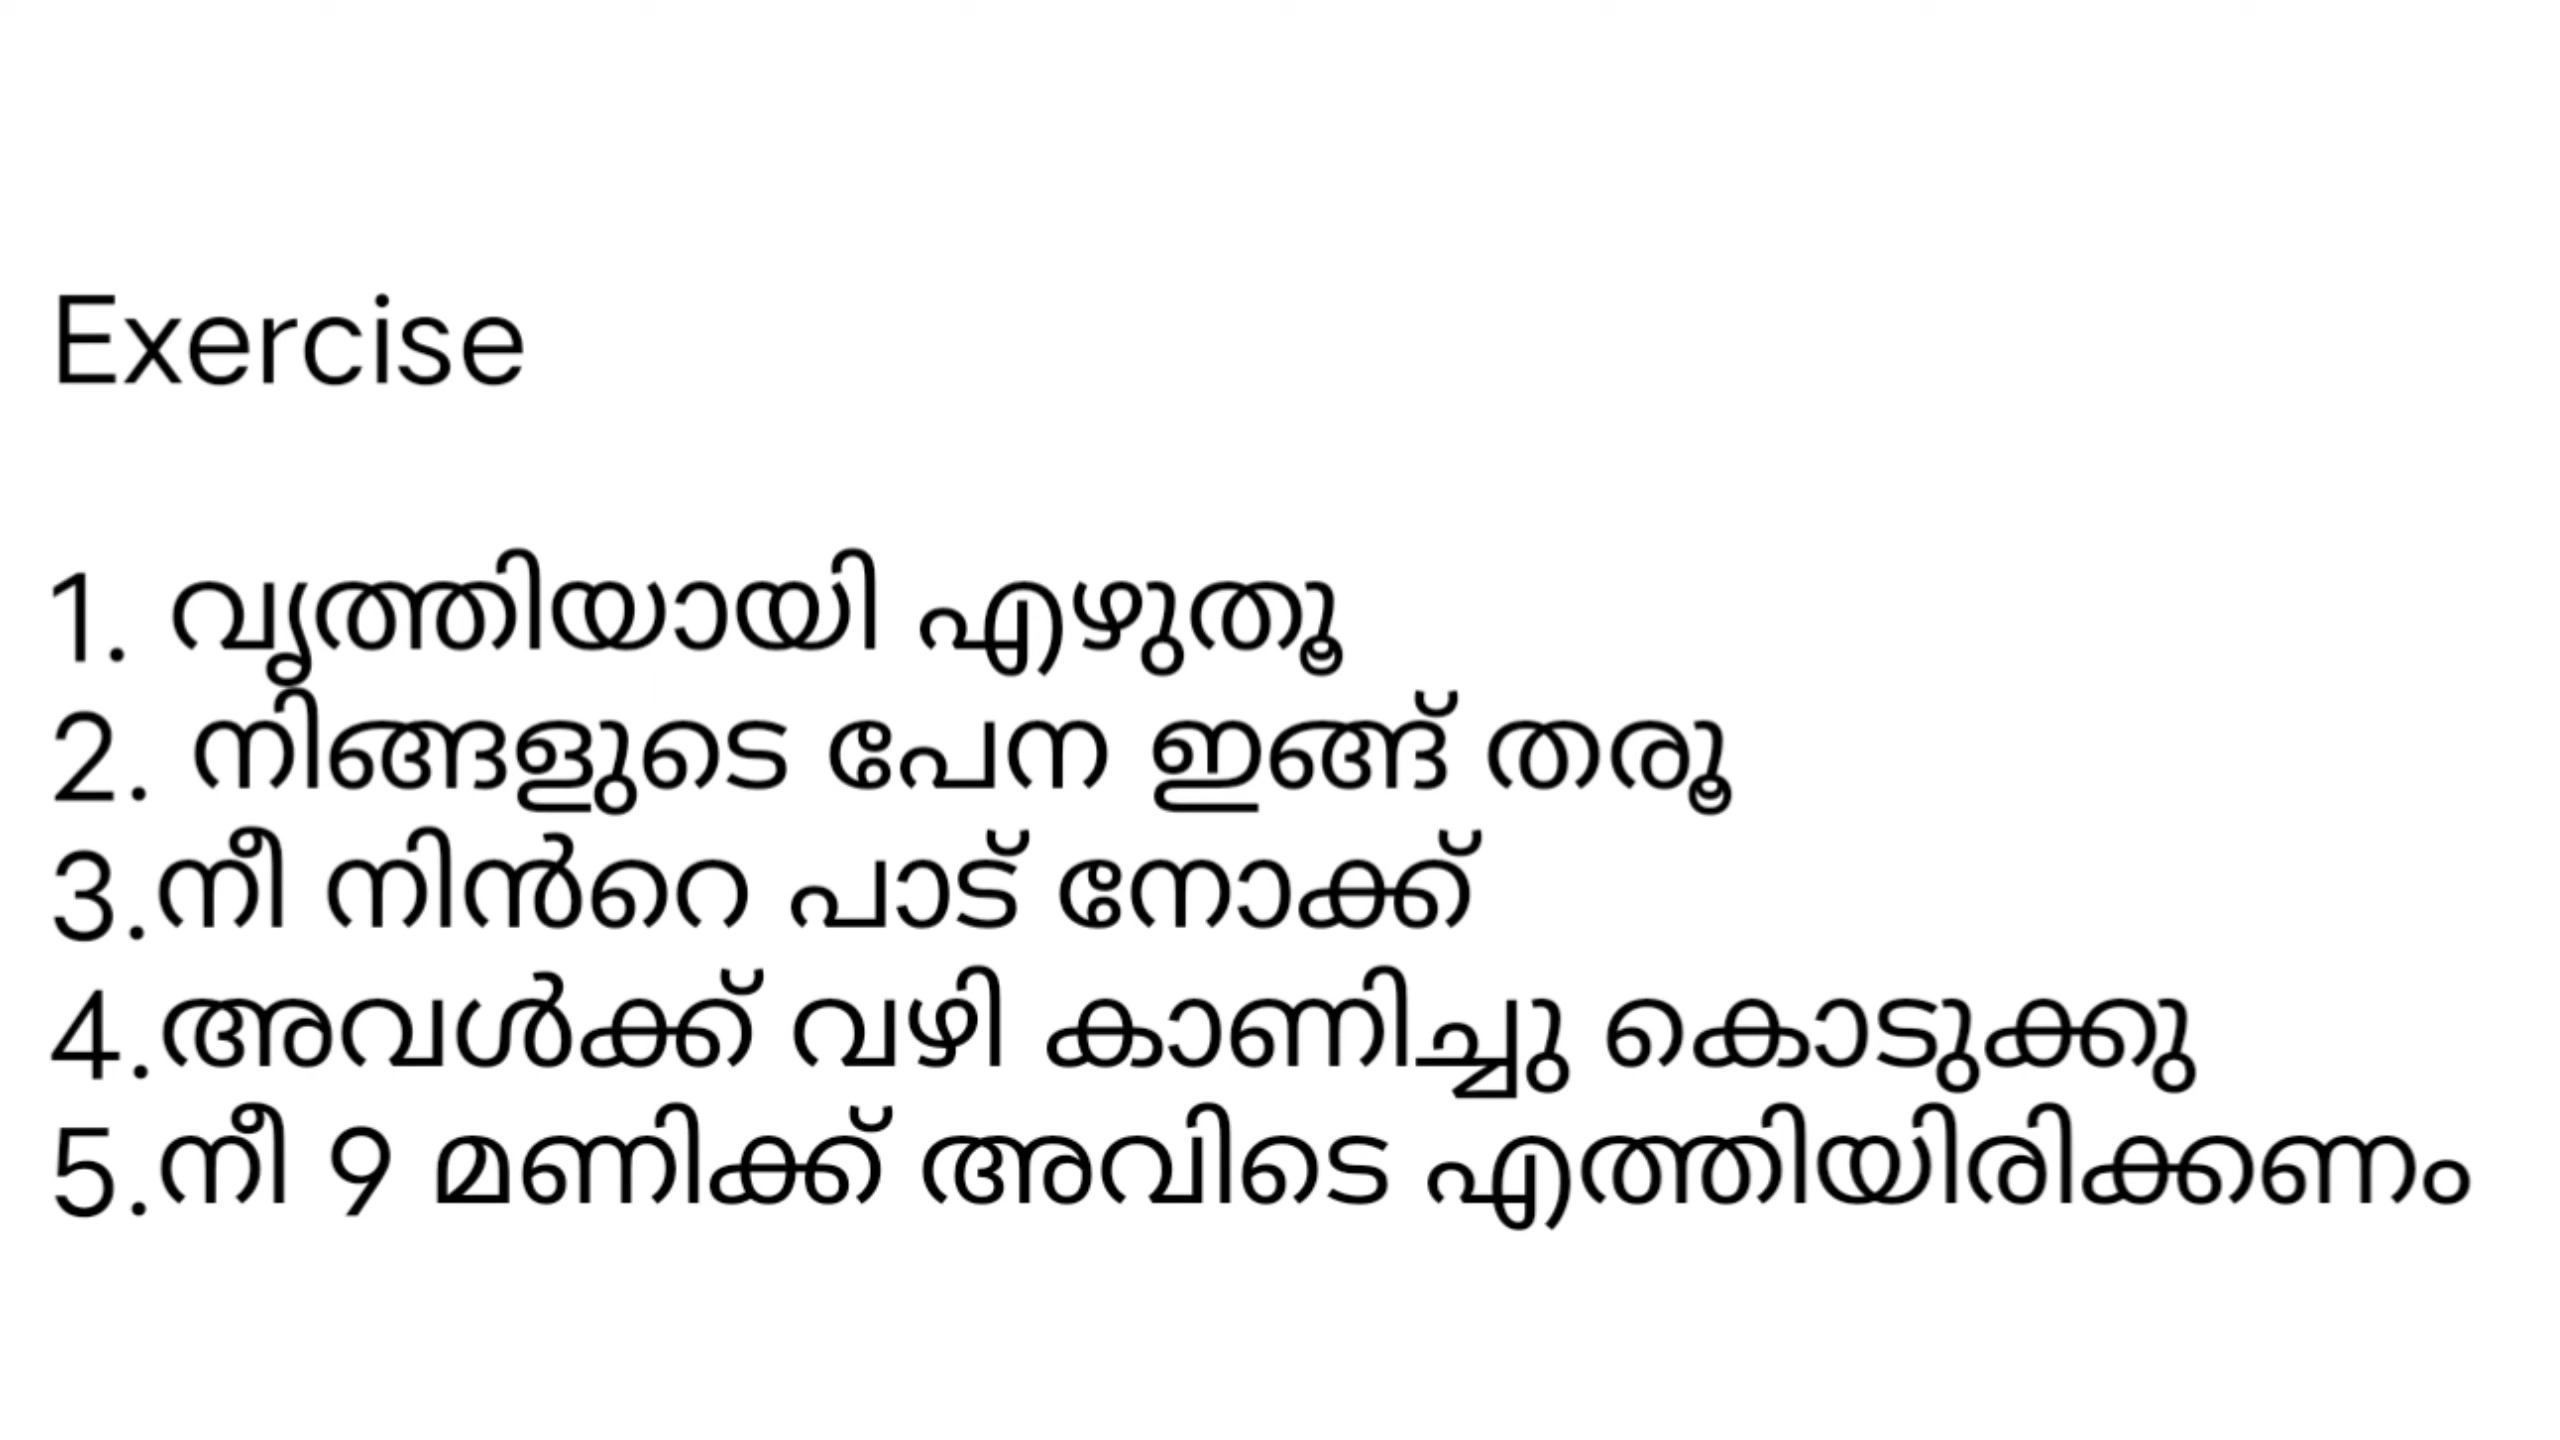 Exercise
1. വൃത്തിയായി എഴുതൂ
2. നിങ്ങളുടെ പേന ഇങ്ങ് തരൂ
3.നീ നിൻറെ പാട് നോക്ക്
4.അവൾക്ക് വഴി കാണിച്ചു കൊടുക്കു
5.നീ 9 മണിക്ക് അവിടെ എത്തിയിരിക്കണം